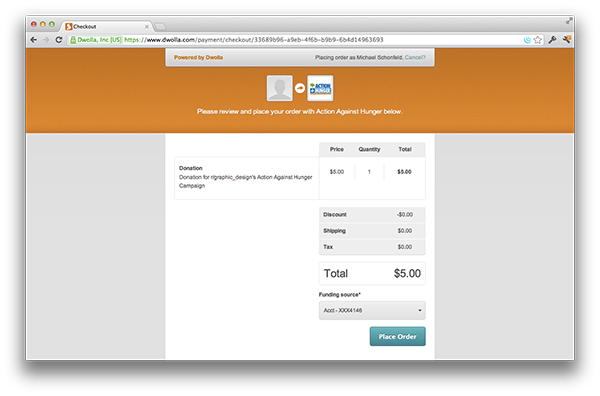 Checkout
Dwolla, Inc [US] https://www.dwolla.com/payment/checkout/33689b96-a9eb-4f6b-b9b9-6b4d14963693
Powered by Dwolla
Placing order as Michael Schonfeld. Cancel?
ACTION
HUNGER
Please review and place your order with Action Against Hunger below.
Price Quantity Total
Donation
Donation for r/graphic_design's Action Against Hunger
Campaign
$5.00 1 $5.00
Discount -$0.00
Shipping $0.00
Tax $0.00
Total $5.00
Funding source*
Acct - XXX4146
Place Order